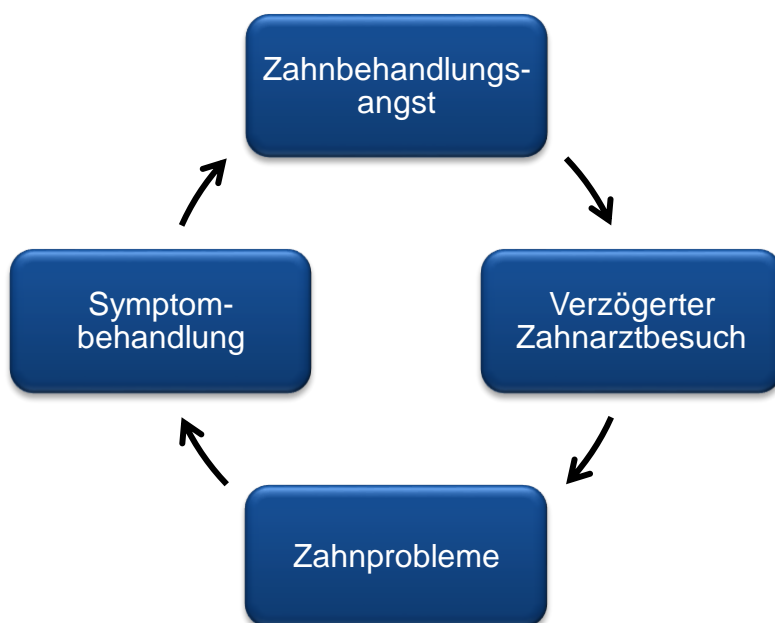 Zahnbehandlungs-
angst
Symptom-
behandlung
Verzögerter
Zahnarztbesuch
Zahnprobleme